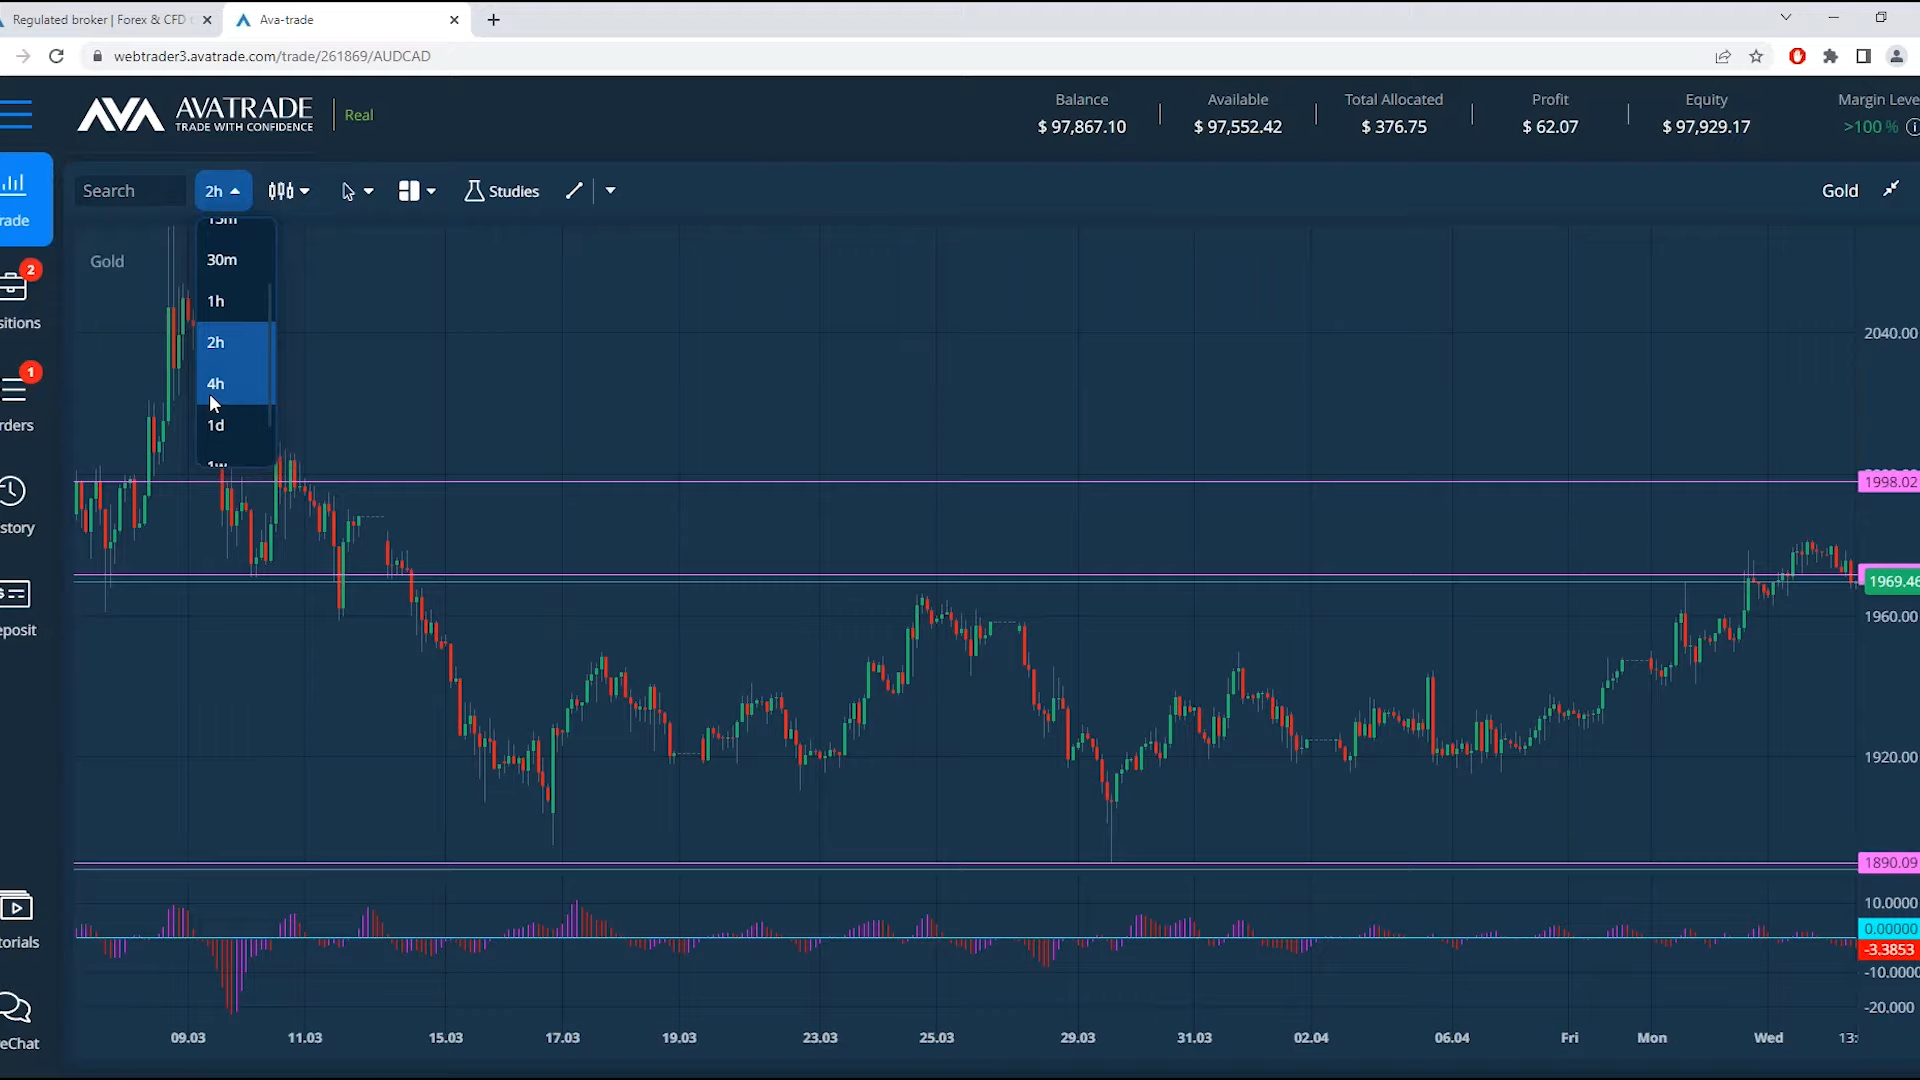 Regulated broker | Forex & CFD t
Ava-trade
webtrader3.avatrade.com/trade/261869/AUDCAD
AVA AVATRADE
TRADE WITH CONFIDENCE
Real
Balance
$ 97,867.10
Available
$ 97,552.42
Total Allocated
$ 376.75
Profit
$ 62.07
Equity
$ 97,929.17
Margin Leve
>100 %
Search
2h
Studies
Gold
rade
2
sitions
1
rders
story
eposit
torials
eChat
Gold
15m
30m
1h
2h
4h
1d
1w
2040.00
1998.02
1969.46
1960.00
1920.00
1890.09
10.0000
0.00000
-3.3853
-10.0000
-20.000
09.03
11.03
15.03
17.03
19.03
23.03
25.03
29.03
31.03
02.04
06.04
Fri
Mon
Wed
13: